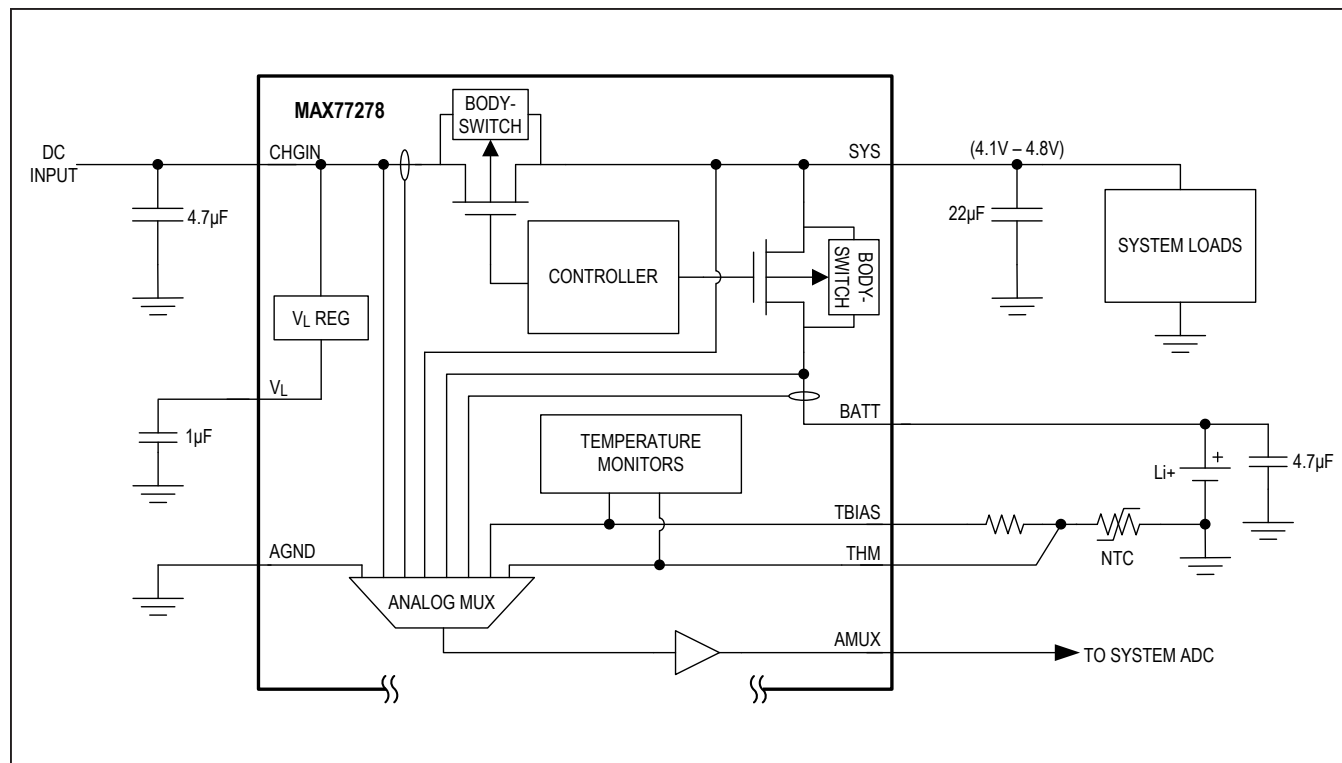 MAX77278
BODY-
SWITCH
DC
INPUT
CHGIN
SYS
(4.1V – 4.8V)
4.7µF
22µF
SYSTEM LOADS
CONTROLLER
BODY-
SWITCH
VL REG
VL
1µF
BATT
TEMPERATURE
MONITORS
Li+
+
4.7µF
TBIAS
AGND
THM
NTC
ANALOG MUX
AMUX
TO SYSTEM ADC